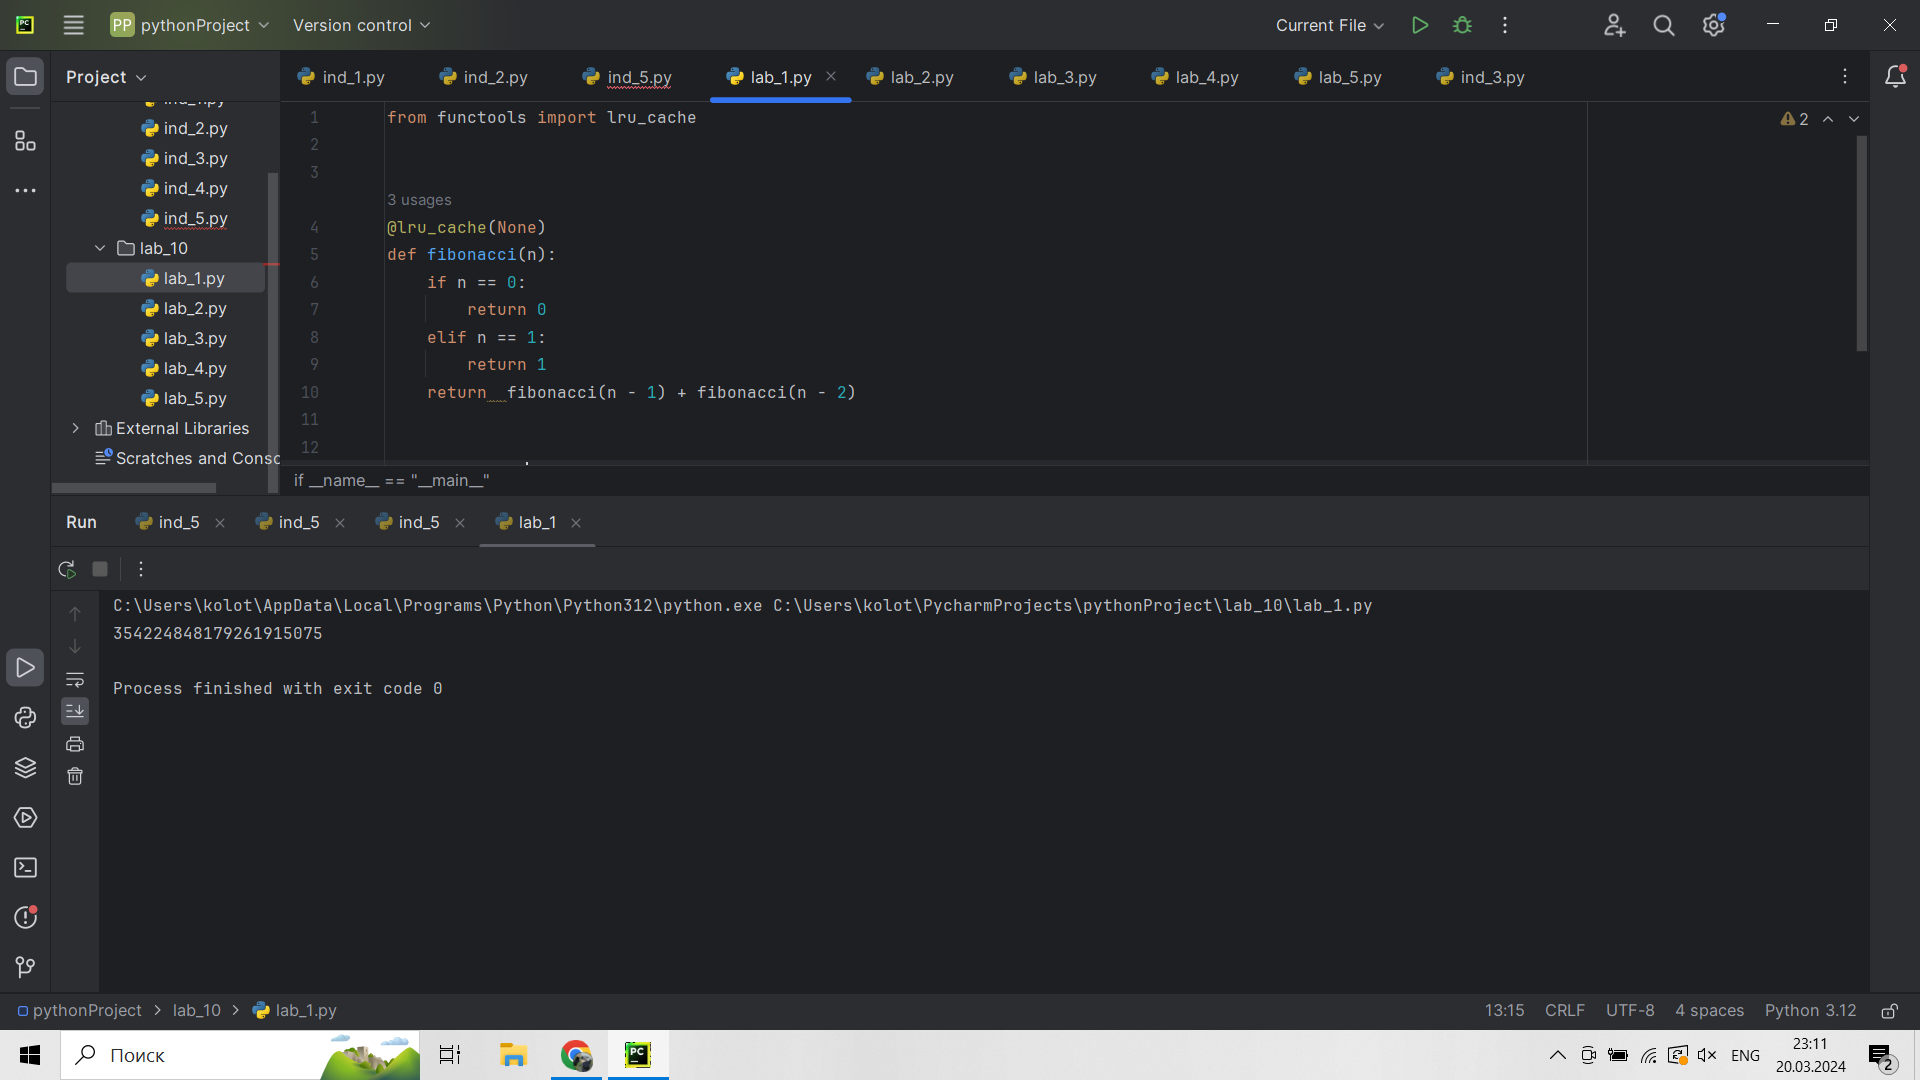 PC
PP pythonProject Version control Current File
Project
ind_1.py ind_2.py ind_5.py lab_1.py lab_2.py lab_3.py lab_4.py lab_5.py ind_3.py
ind_2.py
ind_3.py
ind_4.py
ind_5.py
lab_10
lab_1.py
lab_2.py
lab_3.py
lab_4.py
lab_5.py
External Libraries
Scratches and Conso
1 from functools import lru_cache
2
3
3 usages
4 @lru_cache(None)
5 def fibonacci(n):
6 if n == 0:
7 return 0
8 elif n == 1:
9 return 1
10 return  fibonacci(n - 1) + fibonacci(n - 2)
11
12
2
if __name__ == "__main__"
Run ind_5 ind_5 ind_5 lab_1
C:\Users\kolot\AppData\Local\Programs\Python\Python312\python.exe C:\Users\kolot\PycharmProjects\pythonProject\lab_10\lab_1.py
354224848179261915075
Process finished with exit code 0
pythonProject > lab_10 > lab_1.py 13:15 CRLF UTF-8 4 spaces Python 3.12
Поиск
PC
ENG
23:11
20.03.2024
2